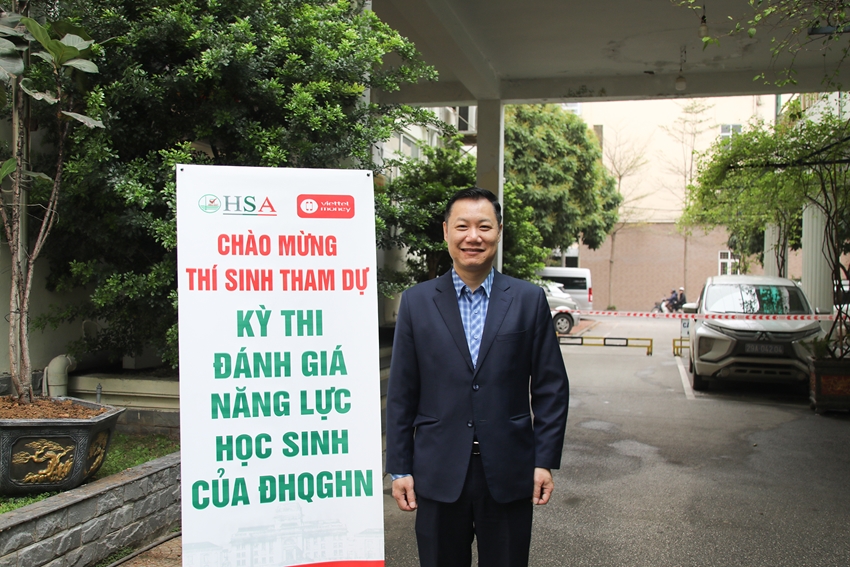 HSA
viettel
money
CHÀO MỪNG
THÍ SINH THAM DỰ
KỲ THI
ĐÁNH GIÁ
NĂNG LỰC
HỌC SINH
CỦA ĐHQGHN